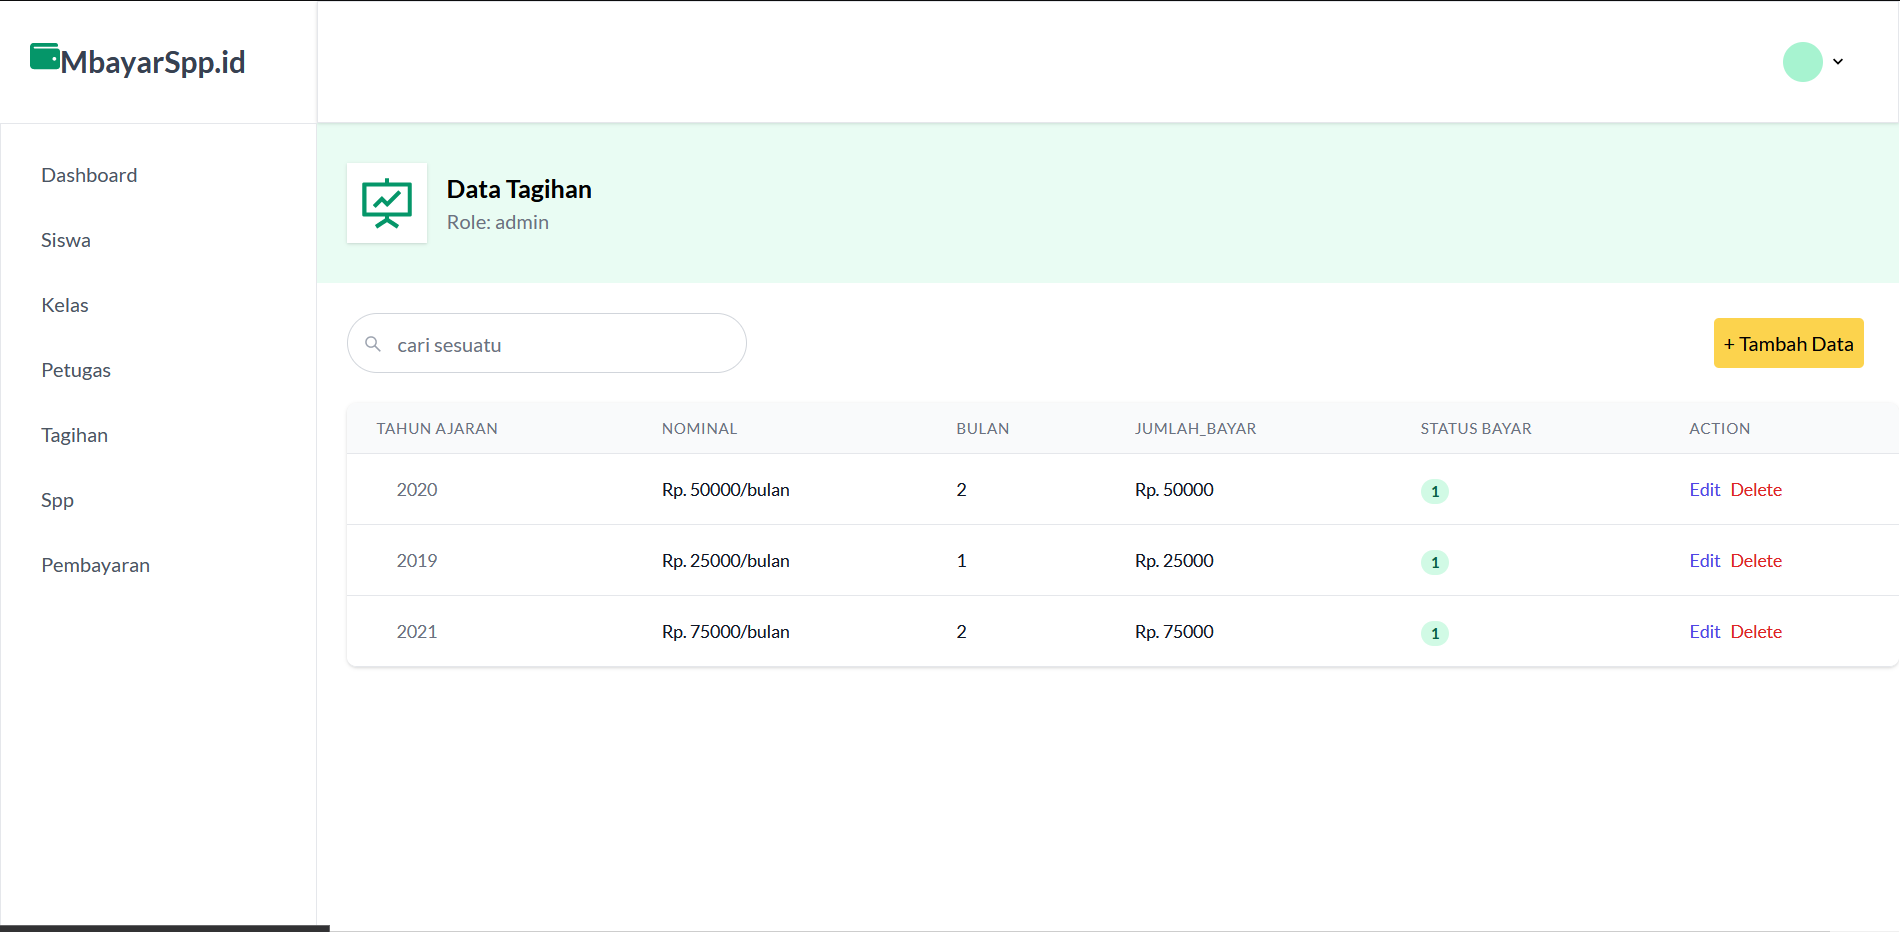 MbayarSpp.id
Dashboard
Siswa
Kelas
Petugas
Tagihan
Spp
Pembayaran
Data Tagihan
Role: admin
cari sesuatu
+ Tambah Data
TAHUN AJARAN NOMINAL BULAN JUMLAH_BAYAR STATUS BAYAR ACTION
2020 Rp. 50000/bulan 2 Rp. 50000 1 Edit Delete
2019 Rp. 25000/bulan 1 Rp. 25000 1 Edit Delete
2021 Rp. 75000/bulan 2 Rp. 75000 1 Edit Delete